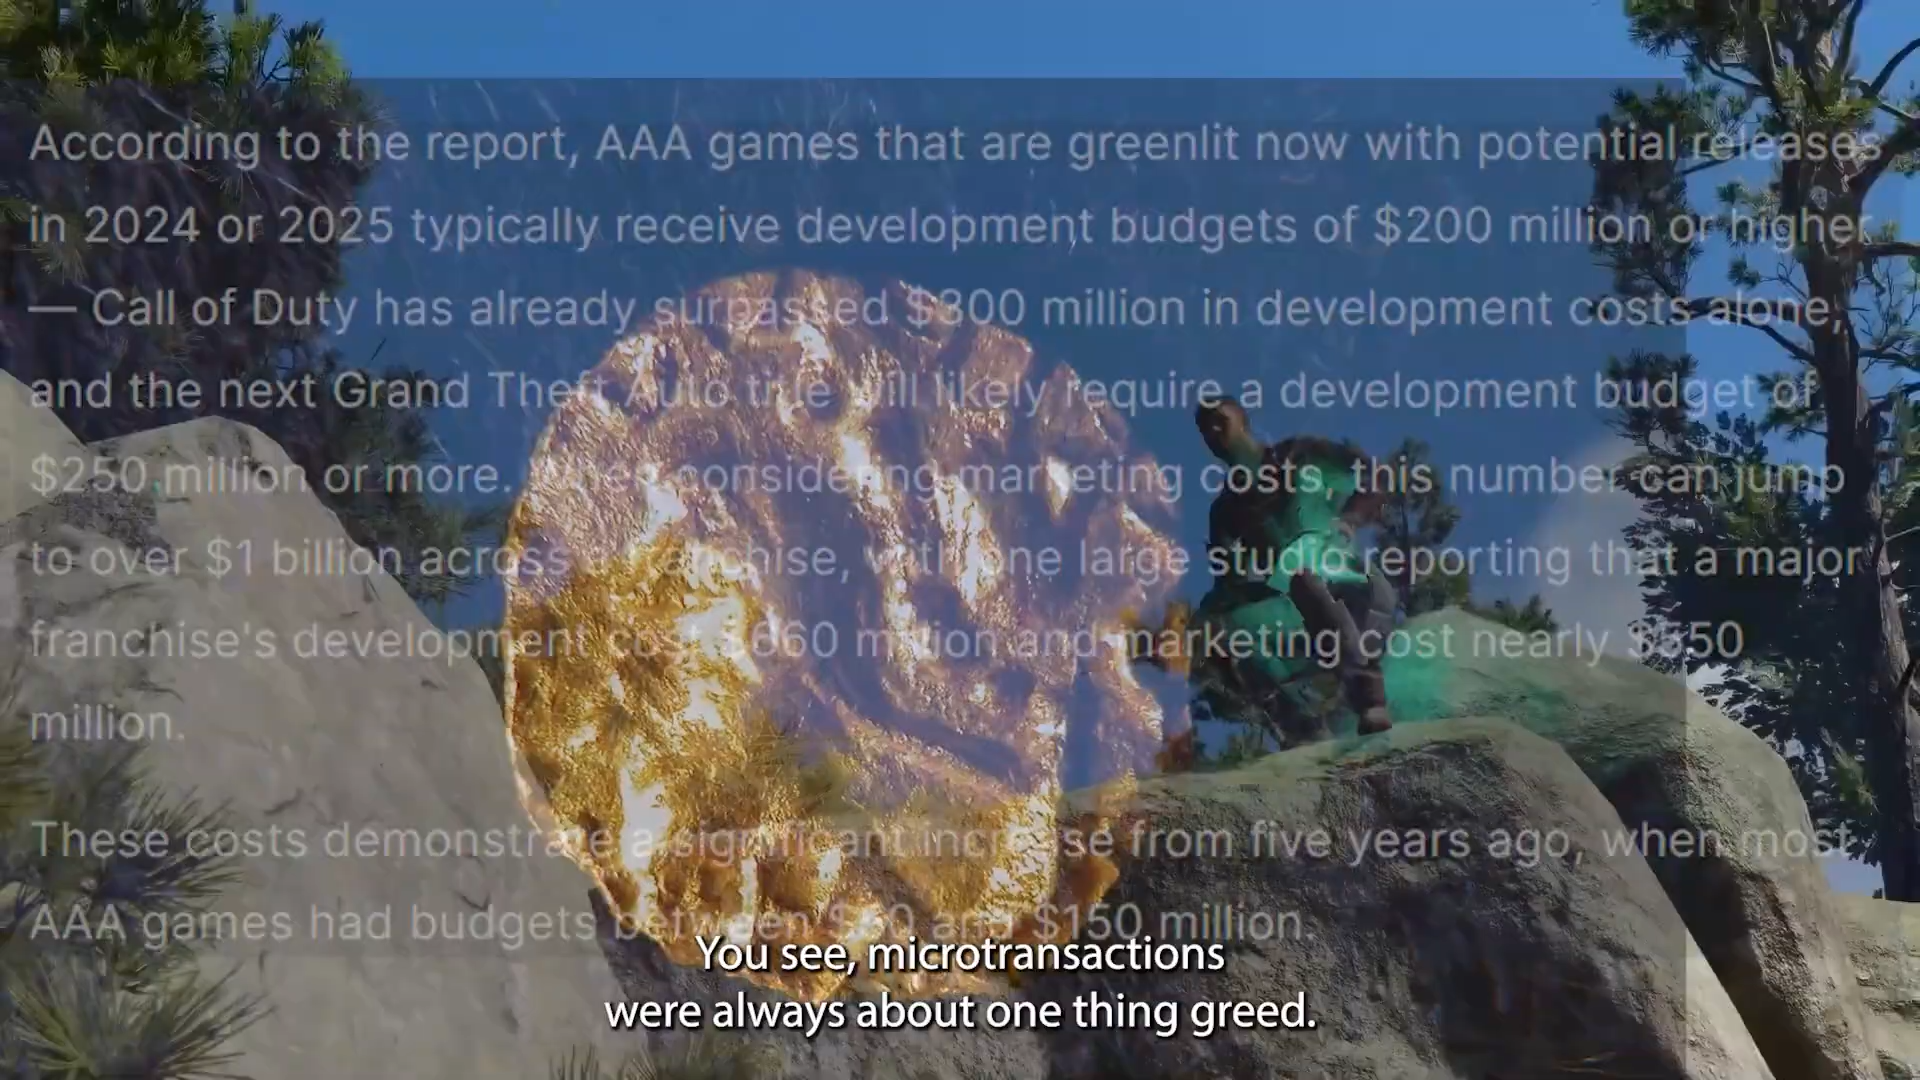 According to the report, AAA games that are greenlit now with potential releases
in 2024 or 2025 typically receive development budgets of $200 million or higher
— Call of Duty has already surpassed $300 million in development costs alone,
and the next Grand Theft Auto title will likely require a development budget of
$250 million or more. When considering marketing costs, this number can jump
to over $1 billion across a franchise, with one large studio reporting that a major
franchise's development cost $660 million and marketing cost nearly $550
million.
These costs demonstrate a significant increase from five years ago, when most
AAA games had budgets between $50 and $150 million.
You see, microtransactions
were always about one thing greed.